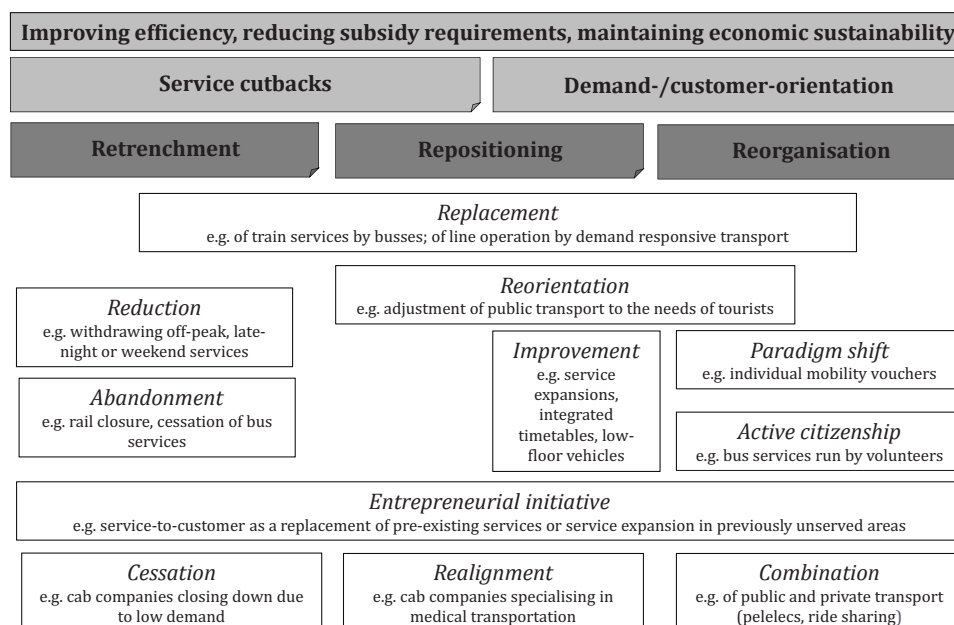 Improving efficiency, reducing subsidy requirements, maintaining economic sustainability
Service cutbacks
Demand-/customer-orientation
Retrenchment
Repositioning
Reorganisation
Replacement
e.g. of train services by busses; of line operation by demand responsive transport
Reorientation
e.g. adjustment of public transport to the needs of tourists
Reduction
e.g. withdrawing off-peak, late-
night or weekend services
Improvement
e.g. service
expansions,
integrated
timetables, low-
floor vehicles
Paradigm shift
e.g. individual mobility vouchers
Abandonment
e.g. rail closure, cessation of bus
services
Active citizenship
e.g. bus services run by volunteers
Entrepreneurial initiative
e.g. service-to-customer as a replacement of pre-existing services or service expansion in previously unserved areas
Cessation
e.g. cab companies closing down due
to low demand
Realignment
e.g. cab companies specialising in
medical transportation
Combination
e.g. of public and private transport
(pelelecs, ride sharing)